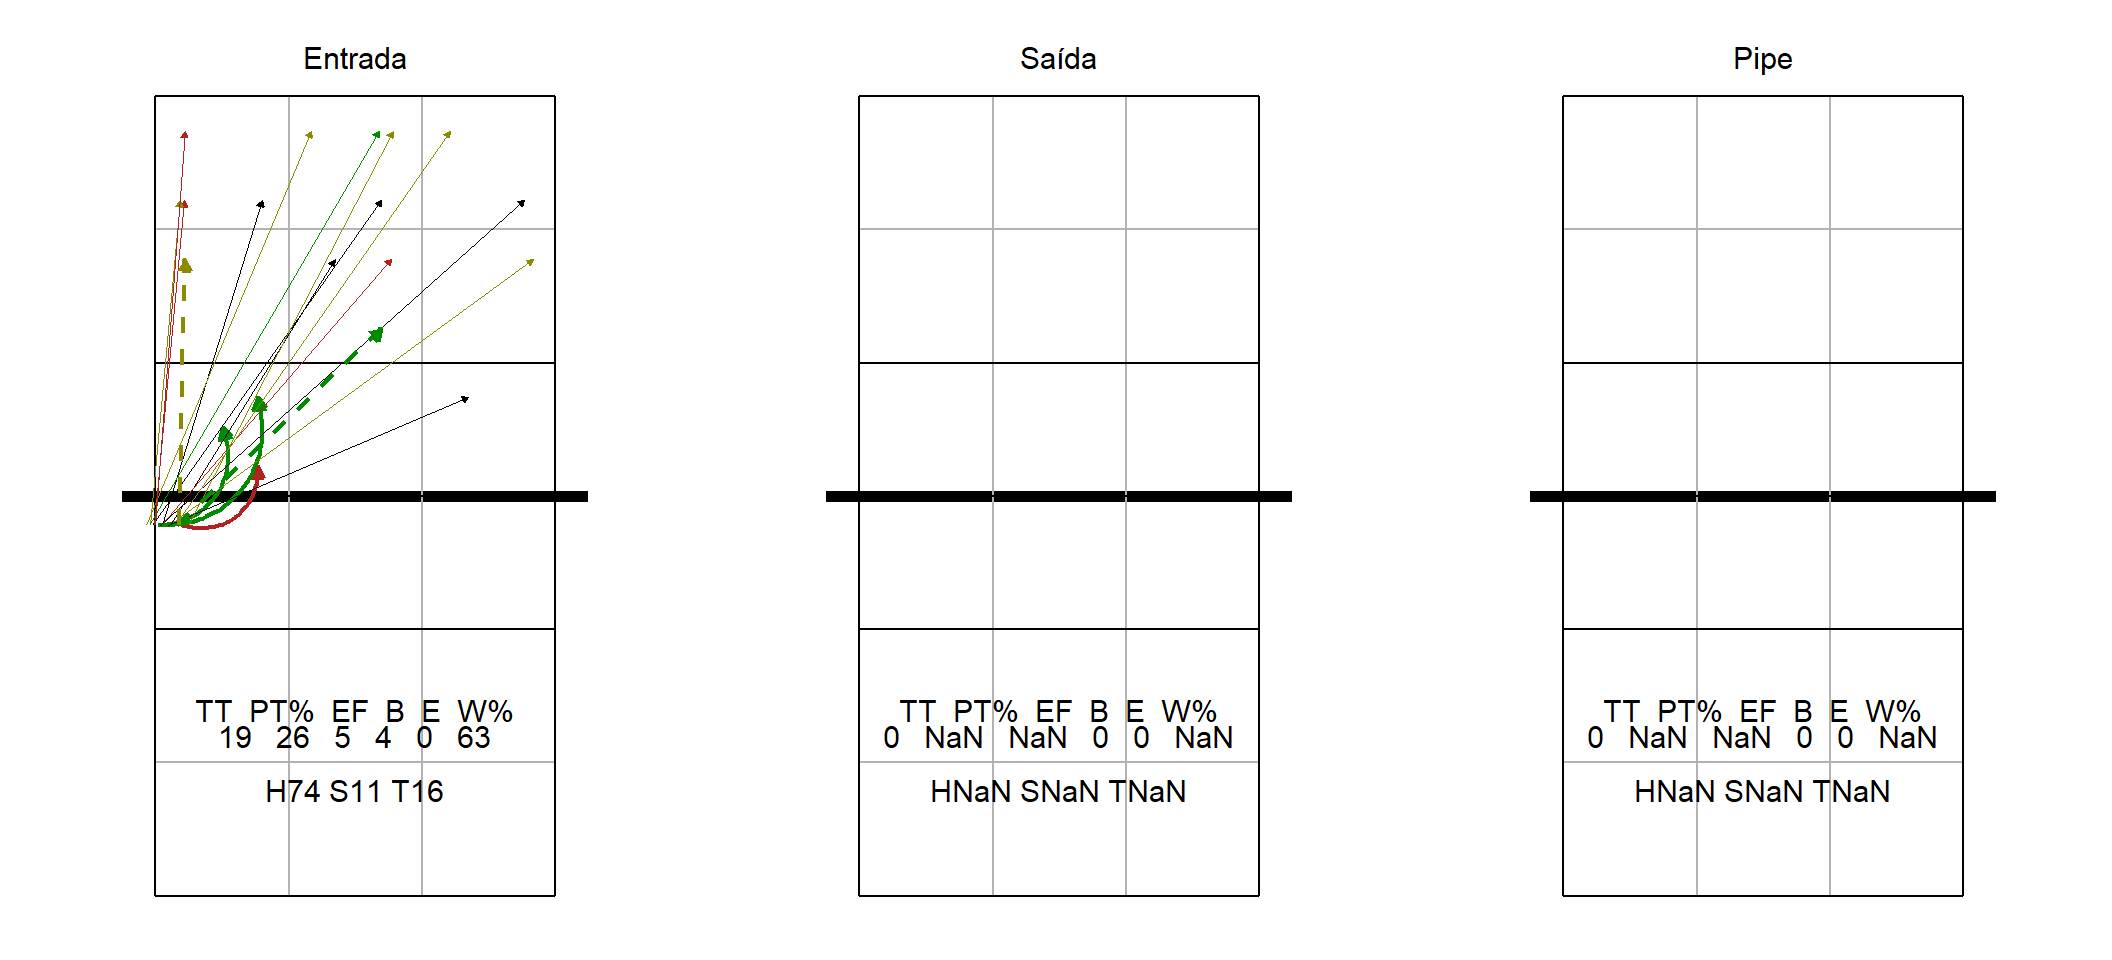 Entrada
TT PT% EF B E W%
19 26 5 4 0 63
H74 S11 T16
Saída
TT PT% EF B E W%
0 NaN NaN 0 0 NaN
HNaN SNaN TNaN
Pipe
TT PT% EF B E W%
0 NaN NaN 0 0 NaN
HNaN SNaN TNaN